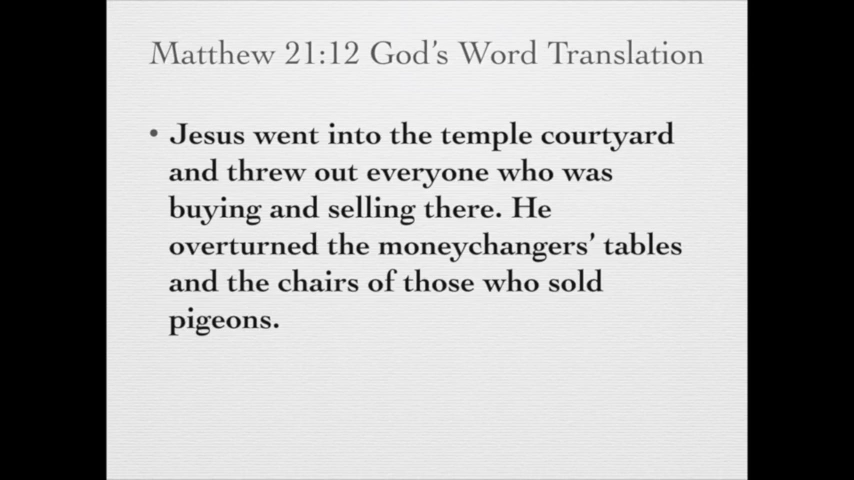 Matthew 21:12 God's Word Translation
• Jesus went into the temple courtyard
and threw out everyone who was
buying and selling there. He
overturned the moneychangers' tables
and the chairs of those who sold
pigeons.